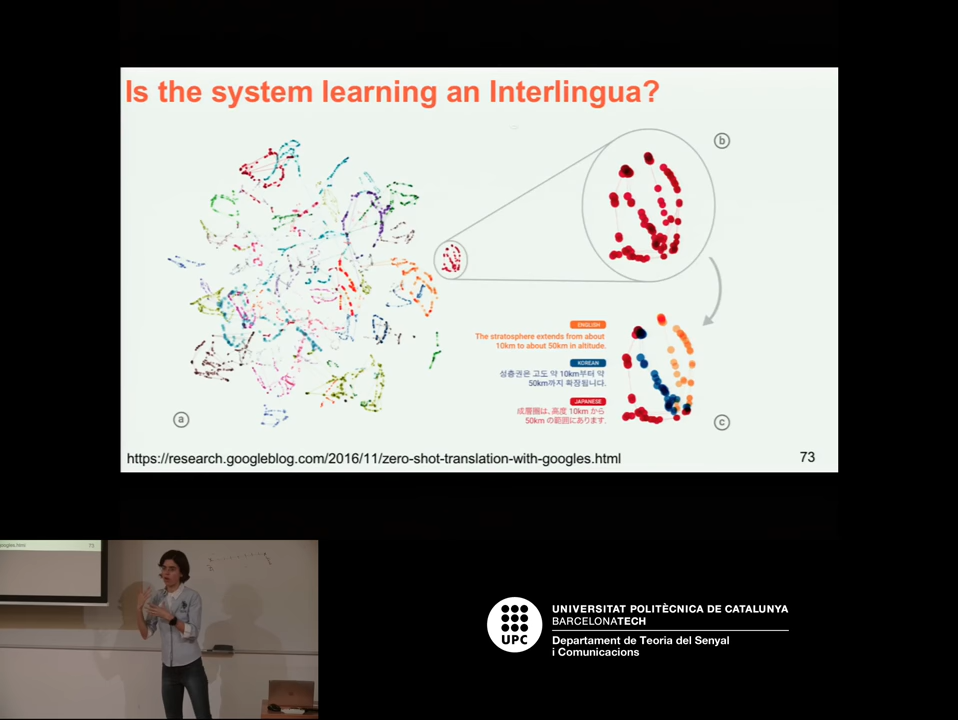 Is the system learning an Interlingua?
b
ENGLISH
The stratosphere extends from about
10km to about 50km in altitude.
KOREAN
성층권은 고도 약 10km부터 약
50km까지 확장됩니다.
JAPANESE
成層圏は、高度 10km から
50km の範囲にあります。
a
c
https://research.googleblog.com/2016/11/zero-shot-translation-with-googles.html
73
73
UPC
UNIVERSITAT POLITÈCNICA DE CATALUNYA
BARCELONATECH
Departament de Teoria del Senyal
i Comunicacions